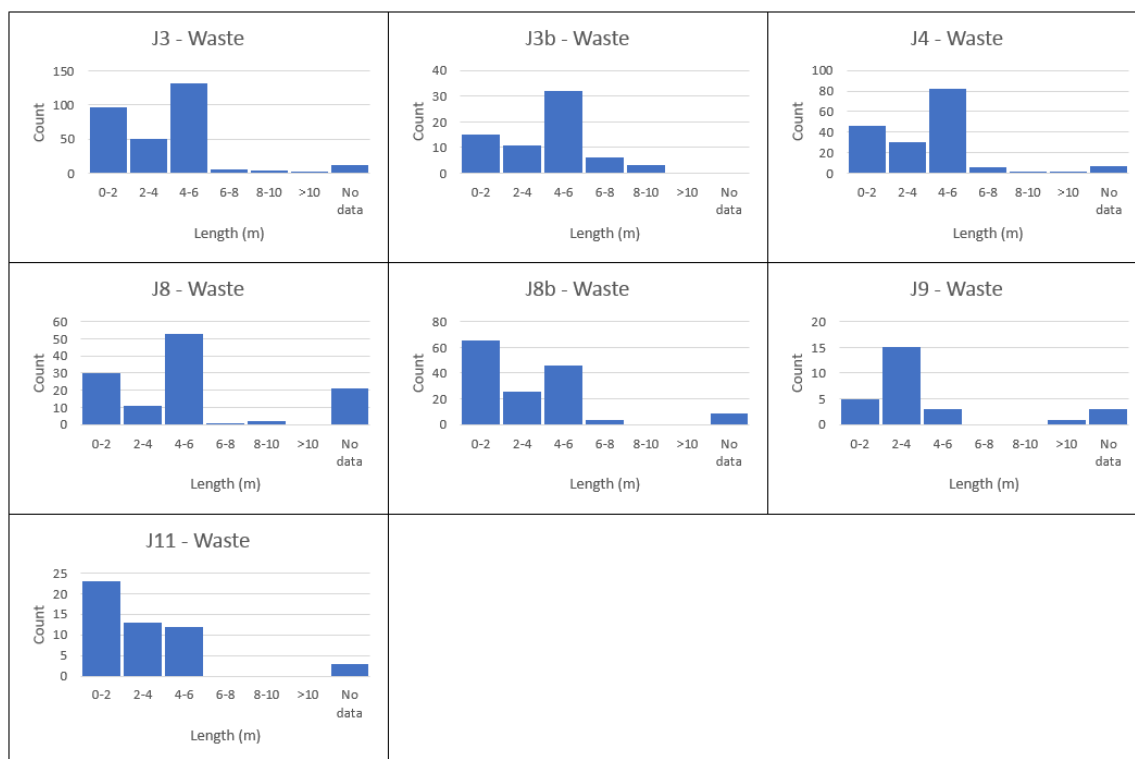 J3 - Waste
150
100
50
0
Count
0-2 2-4 4-6 6-8 8-10 >10 No
data
Length (m)
J3b - Waste
40
30
20
10
0
Count
0-2 2-4 4-6 6-8 8-10 >10 No
data
Length (m)
J4 - Waste
100
80
60
40
20
0
Count
0-2 2-4 4-6 6-8 8-10 >10 No
data
Length (m)
J8 - Waste
60
50
40
30
20
10
0
Count
0-2 2-4 4-6 6-8 8-10 >10 No
data
Length (m)
J8b - Waste
80
60
40
20
0
Count
0-2 2-4 4-6 6-8 8-10 >10 No
data
Length (m)
J9 - Waste
20
15
10
5
0
Count
0-2 2-4 4-6 6-8 8-10 >10 No
data
Length (m)
J11 - Waste
25
20
15
10
5
0
Count
0-2 2-4 4-6 6-8 8-10 >10 No
data
Length (m)